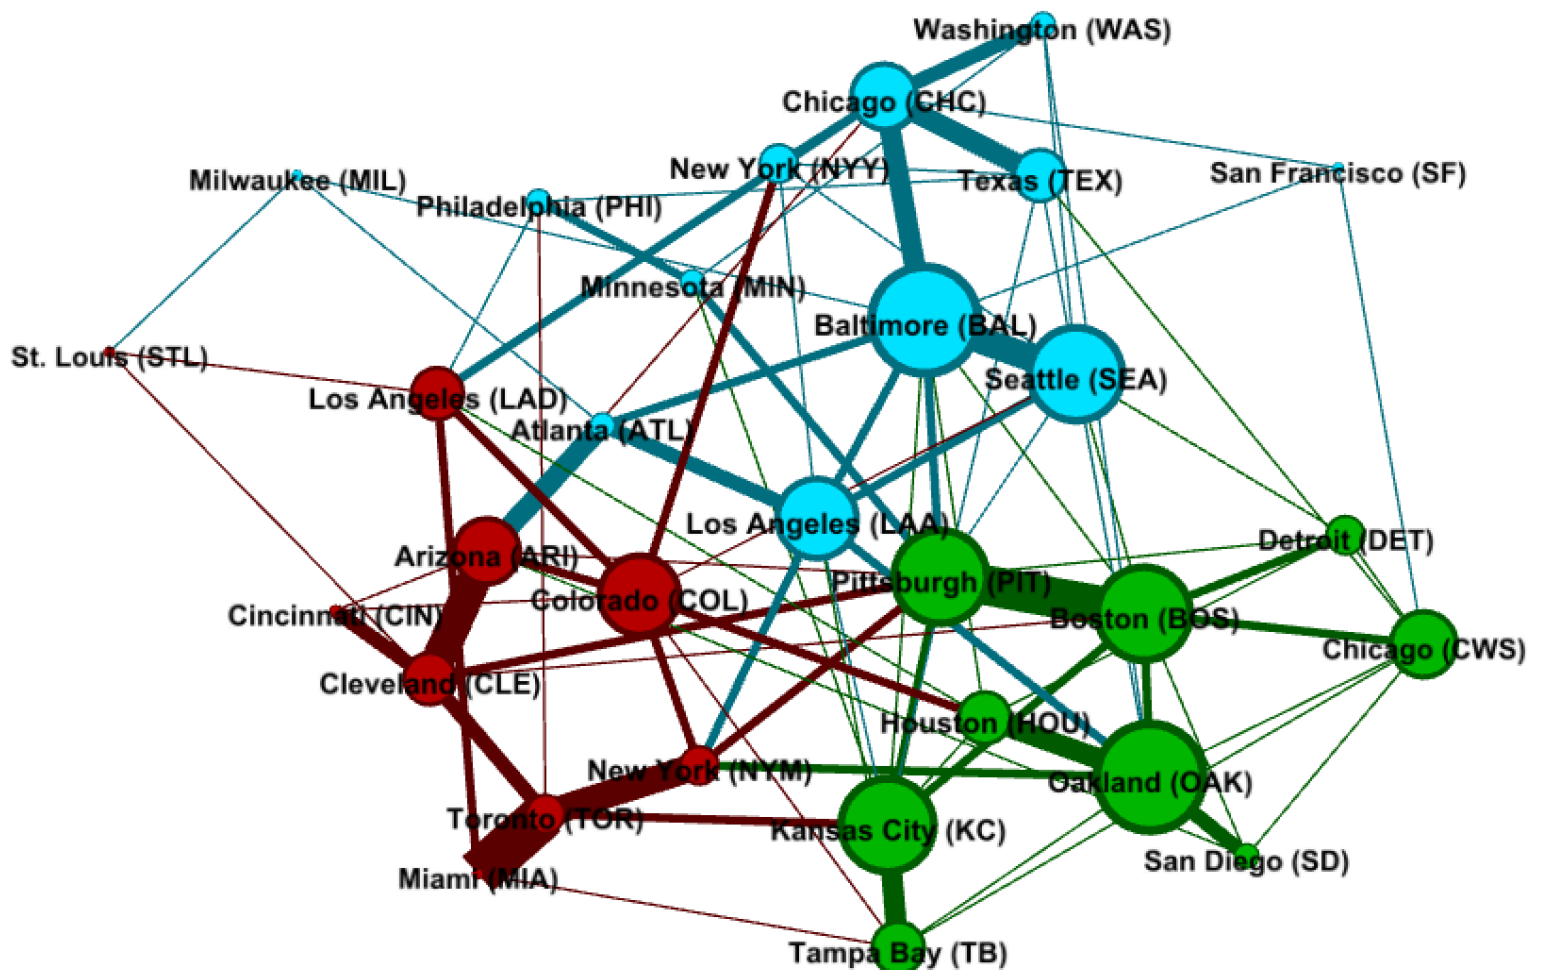 Washington (WAS)
Chicago (CHC)
New York (NYY)
Texas (TEX)
San Francisco (SF)
Milwaukee (MIL)
Philadelphia (PHI)
Minnesota (MIN)
Baltimore (BAL)
St. Louis (STL)
Seattle (SEA)
Los Angeles (LAD)
Atlanta (ATL)
Los Angeles (LAA)
Detroit (DET)
Arizona (ARI)
Pittsburgh (PIT)
Colorado (COL)
Cincinnati (CIN)
Boston (BOS)
Chicago (CWS)
Cleveland (CLE)
Houston (HOU)
New York (NYM)
Oakland (OAK)
Toronto (TOR)
Kansas City (KC)
San Diego (SD)
Miami (MIA)
Tampa Bay (TB)